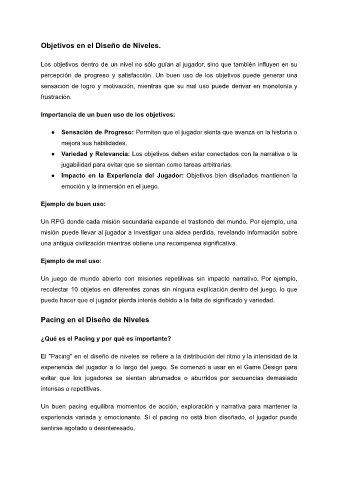 Objetivos en el Diseño de Niveles.
Los objetivos dentro de un nivel no sólo guían al jugador, sino que también influyen en su
percepción de progreso y satisfacción. Un buen uso de los objetivos puede generar una
sensación de logro y motivación, mientras que su mal uso puede derivar en monotonía y
frustración.
Importancia de un buen uso de los objetivos:
● Sensación de Progreso: Permiten que el jugador sienta que avanza en la historia o
mejora sus habilidades.
● Variedad y Relevancia: Los objetivos deben estar conectados con la narrativa o la
jugabilidad para evitar que se sientan como tareas arbitrarias.
● Impacto en la Experiencia del Jugador: Objetivos bien diseñados mantienen la
emoción y la inmersión en el juego.
Ejemplo de buen uso:
Un RPG donde cada misión secundaria expande el trasfondo del mundo. Por ejemplo, una
misión puede llevar al jugador a investigar una aldea perdida, revelando información sobre
una antigua civilización mientras obtiene una recompensa significativa.
Ejemplo de mal uso:
Un juego de mundo abierto con misiones repetitivas sin impacto narrativo. Por ejemplo,
recolectar 10 objetos en diferentes zonas sin ninguna explicación dentro del juego, lo que
puede hacer que el jugador pierda interés debido a la falta de significado y variedad.
Pacing en el Diseño de Niveles
¿Qué es el Pacing y por qué es importante?
El "Pacing" en el diseño de niveles se refiere a la distribución del ritmo y la intensidad de la
experiencia del jugador a lo largo del juego. Se comenzó a usar en el Game Design para
evitar que los jugadores se sientan abrumados o aburridos por secuencias demasiado
intensas o repetitivas.
Un buen pacing equilibra momentos de acción, exploración y narrativa para mantener la
experiencia variada y emocionante. Si el pacing no está bien diseñado, el jugador puede
sentirse agotado o desinteresado.